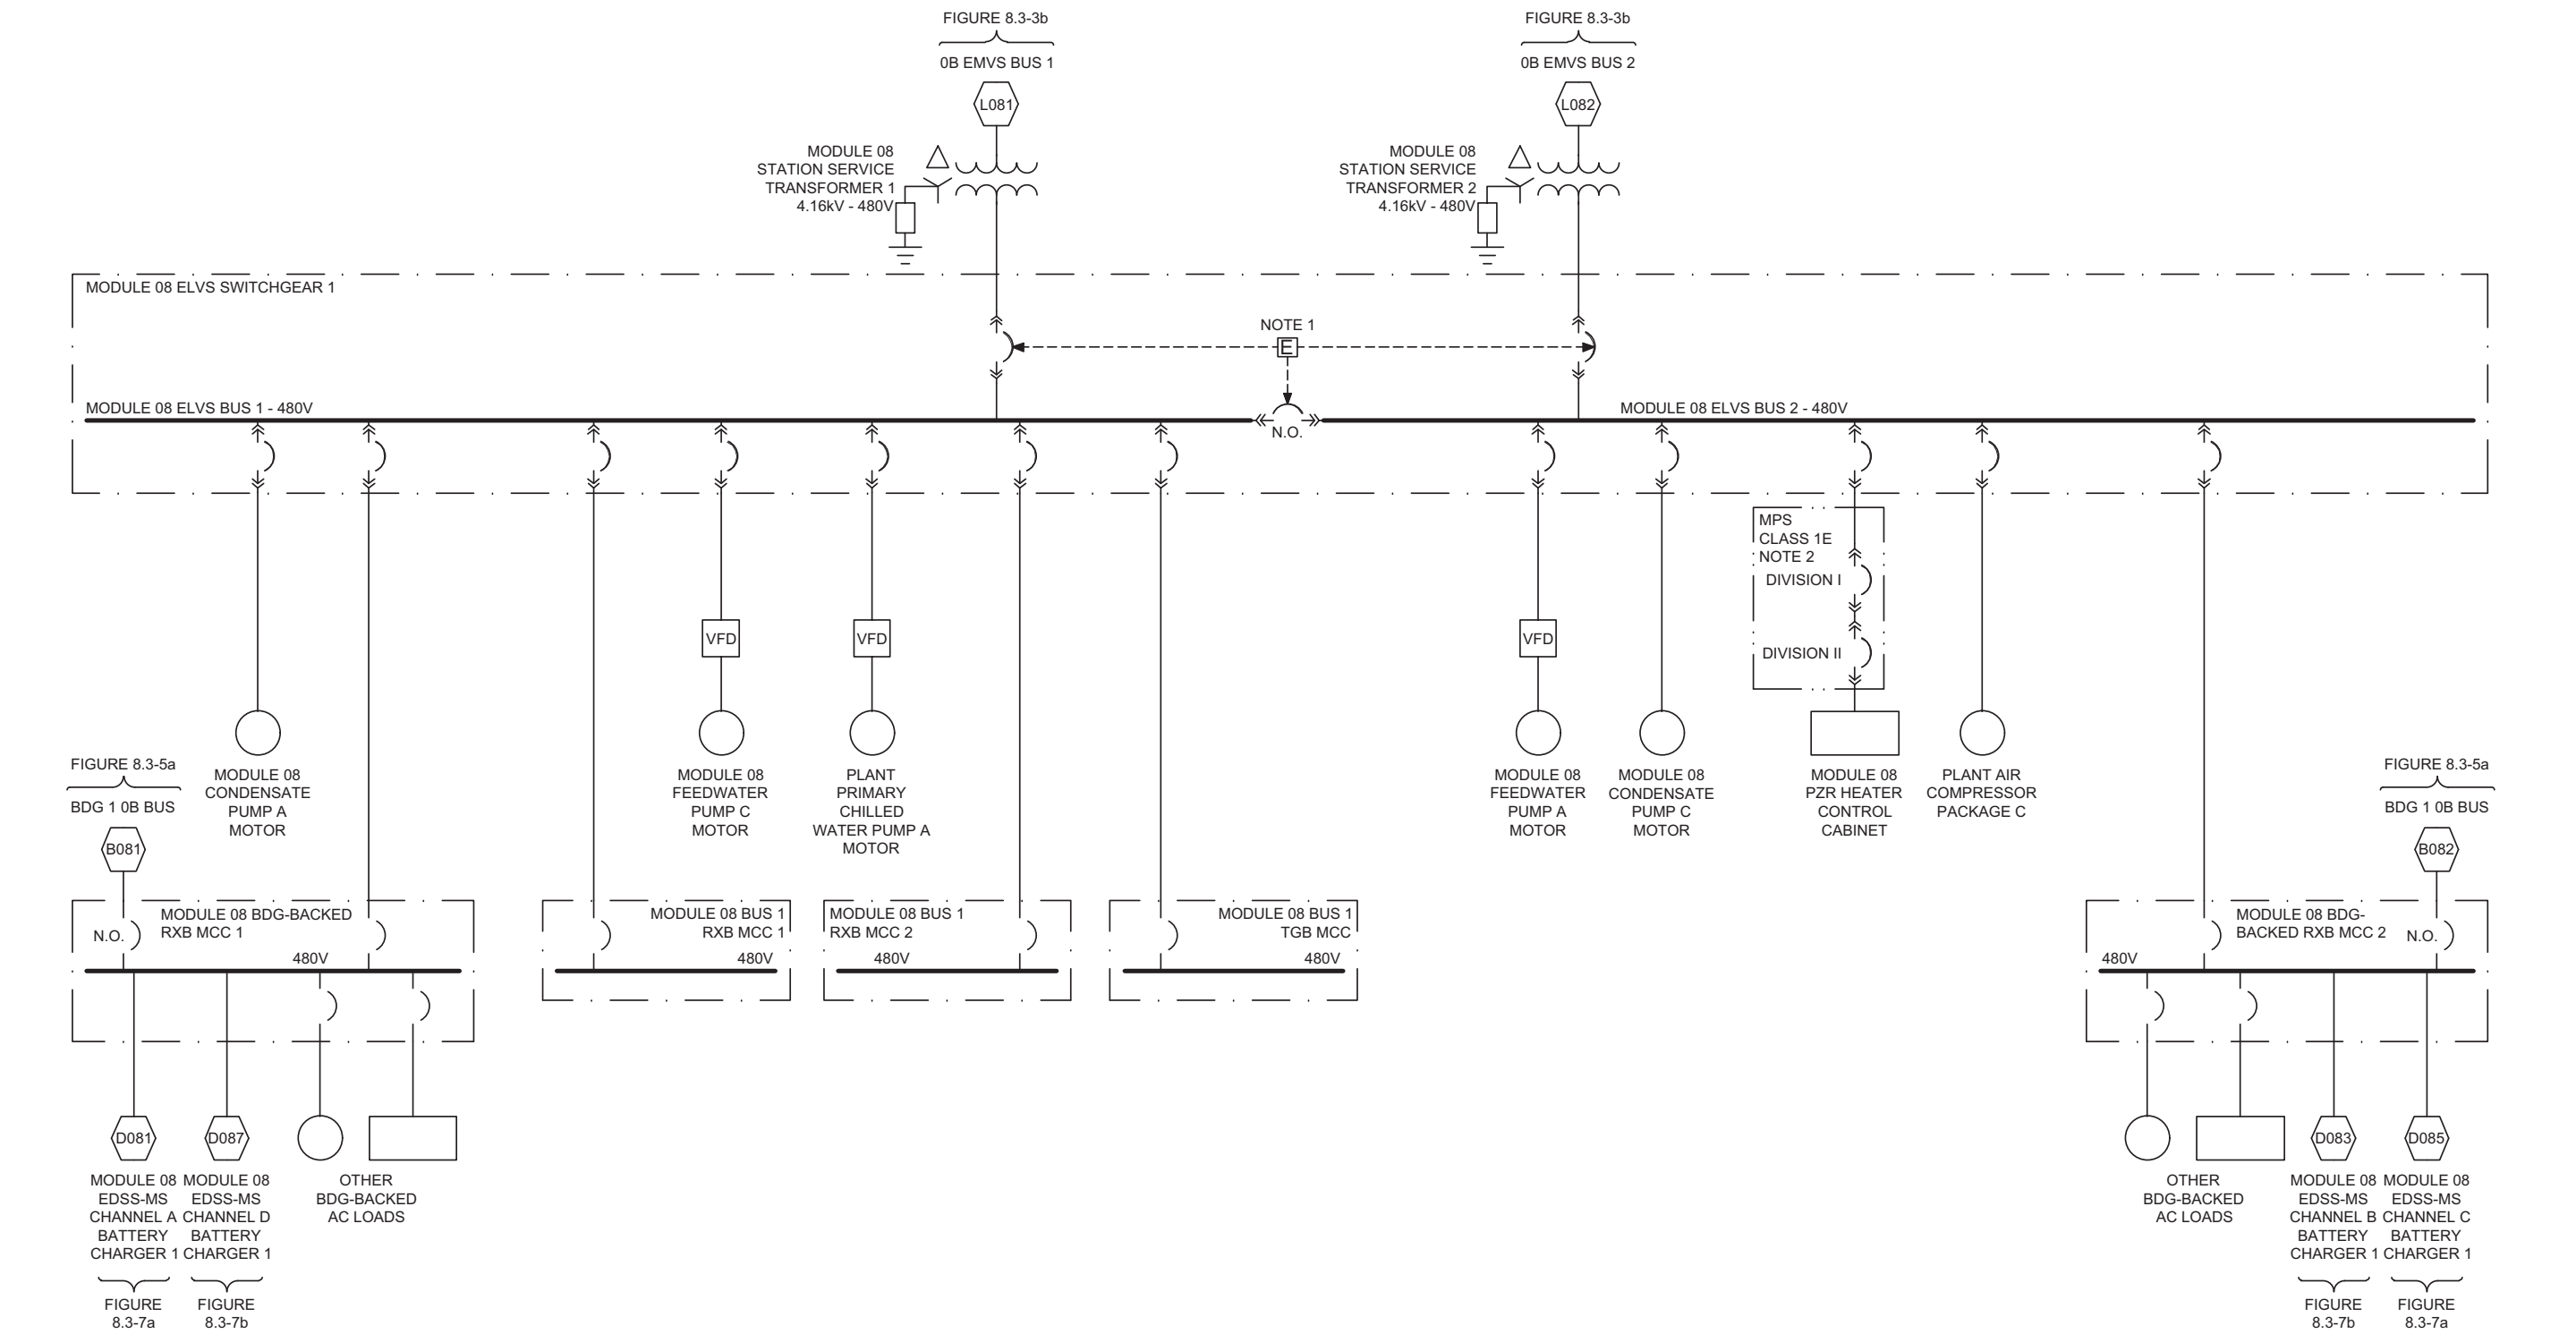 FIGURE 8.3-3b
0B EMVS BUS 1
L081
MODULE 08
STATION SERVICE
TRANSFORMER 1
4.16kV - 480V
FIGURE 8.3-3b
0B EMVS BUS 2
L082
MODULE 08
STATION SERVICE
TRANSFORMER 2
4.16kV - 480V
MODULE 08 ELVS SWITCHGEAR 1
NOTE 1
E
MODULE 08 ELVS BUS 1 - 480V
N.O.
MODULE 08 ELVS BUS 2 - 480V
MODULE 08
CONDENSATE
PUMP A
MOTOR
VFD
MODULE 08
FEEDWATER
PUMP C
MOTOR
VFD
PLANT
PRIMARY
CHILLED
WATER PUMP A
MOTOR
VFD
MODULE 08
FEEDWATER
PUMP A
MOTOR
MODULE 08
CONDENSATE
PUMP C
MOTOR
MPS
CLASS 1E
NOTE 2
DIVISION I
DIVISION II
MODULE 08
PZR HEATER
CONTROL
CABINET
PLANT AIR
COMPRESSOR
PACKAGE C
FIGURE 8.3-5a
BDG 1 0B BUS
B081
N.O.
MODULE 08 BDG-BACKED
RXB MCC 1
480V
MODULE 08 BUS 1
RXB MCC 1
480V
MODULE 08 BUS 1
RXB MCC 2
480V
MODULE 08 BUS 1
TGB MCC
480V
FIGURE 8.3-5a
BDG 1 0B BUS
B082
MODULE 08 BDG-
BACKED RXB MCC 2
N.O.
480V
D081
MODULE 08
EDSS-MS
CHANNEL A
BATTERY
CHARGER 1
FIGURE
8.3-7a
D087
MODULE 08
EDSS-MS
CHANNEL D
BATTERY
CHARGER 1
FIGURE
8.3-7b
OTHER
BDG-BACKED
AC LOADS
OTHER
BDG-BACKED
AC LOADS
D083
MODULE 08
EDSS-MS
CHANNEL B
BATTERY
CHARGER 1
FIGURE
8.3-7b
D085
MODULE 08
EDSS-MS
CHANNEL C
BATTERY
CHARGER 1
FIGURE
8.3-7a